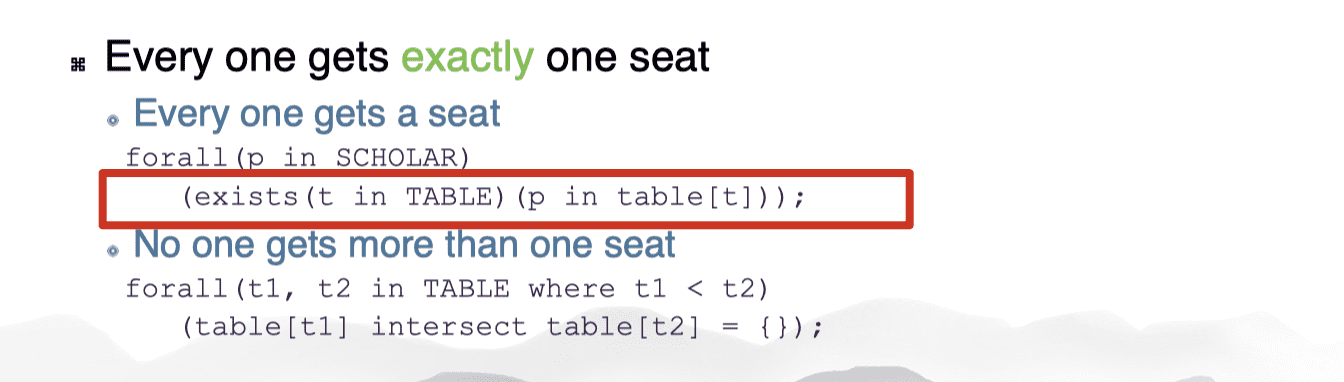 ⌘ Every one gets exactly one seat
Every one gets a seat
forall(p in SCHOLAR)
(exists(t in TABLE)(p in table[t]));
No one gets more than one seat
forall(t1, t2 in TABLE where t1 < t2)
(table[t1] intersect table[t2] = {});